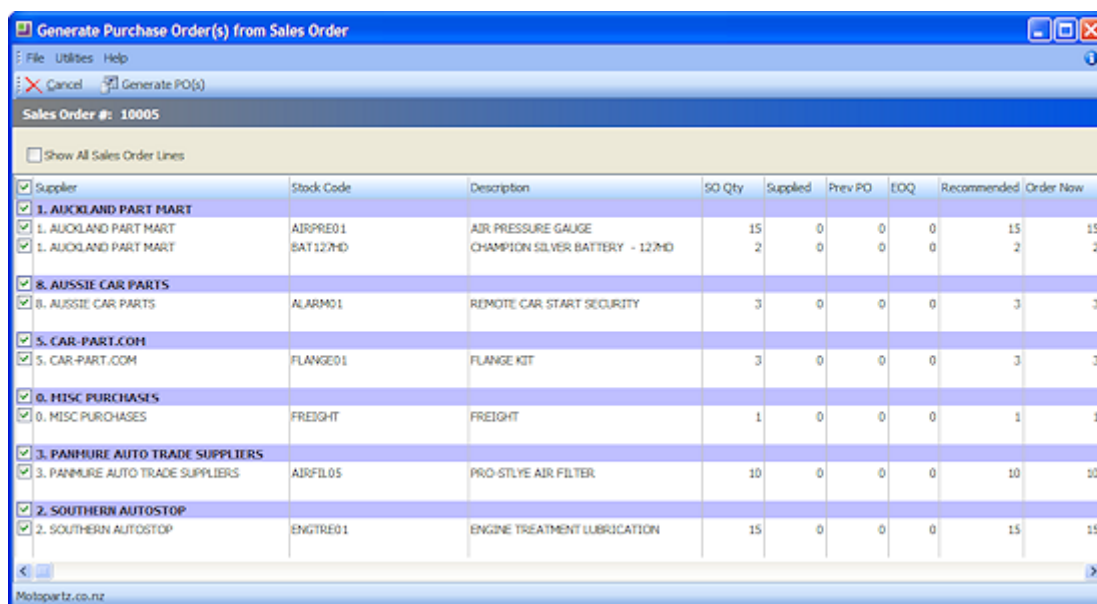 Generate Purchase Order(s) from Sales Order
File Utilities Help
Cancel Generate PO(s)
Sales Order #: 10005
Show All Sales Order Lines
Supplier Stock Code Description SO Qty Supplied Prev PO EOQ Recommended Order Now
1. AUCKLAND PART MART
1. AUCKLAND PART MART AIRPRE01 AIR PRESSURE GAUGE 15 0 0 0 15 15
1. AUCKLAND PART MART BAT127HD CHAMPION SILVER BATTERY - 127HD 2 0 0 0 2 2
8. AUSSIE CAR PARTS
8. AUSSIE CAR PARTS ALARM01 REMOTE CAR START SECURITY 3 0 0 0 3 3
5. CAR-PART.COM
5. CAR-PART.COM FLANGE01 FLANGE KIT 3 0 0 0 3 3
0. MISC PURCHASES
0. MISC PURCHASES FREIGHT FREIGHT 1 0 0 0 1 1
3. PANMURE AUTO TRADE SUPPLIERS
3. PANMURE AUTO TRADE SUPPLIERS AIRFIL05 PRO-STLYE AIR FILTER 10 0 0 0 10 10
2. SOUTHERN AUTOSTOP
2. SOUTHERN AUTOSTOP ENGTRE01 ENGINE TREATMENT LUBRICATION 15 0 0 0 15 15
Motopartz.co.nz